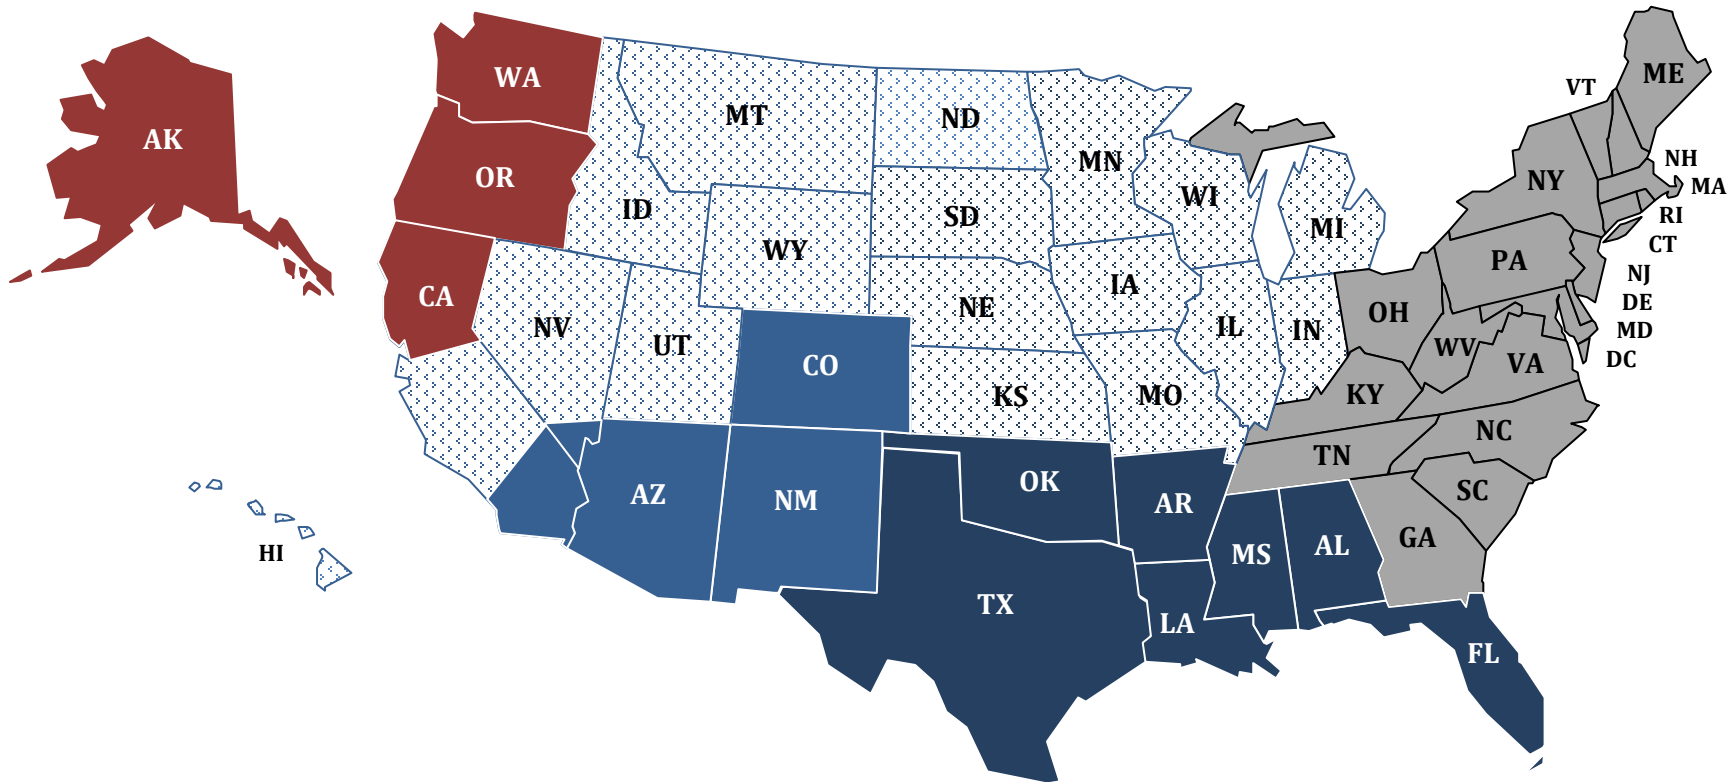 ME
VT
WA
MT
ND
AK
MN
NH
OR
NY
MA
WI
ID
SD
RI
MI
CT
WY
PA
NJ
IA
CA
DE
NE
OH
NV
IL
IN
MD
UT
WV
DC
CO
VA
KS
MO
KY
NC
TN
OK
AZ
NM
SC
AR
GA
AL
HI
MS
TX
LA
FL